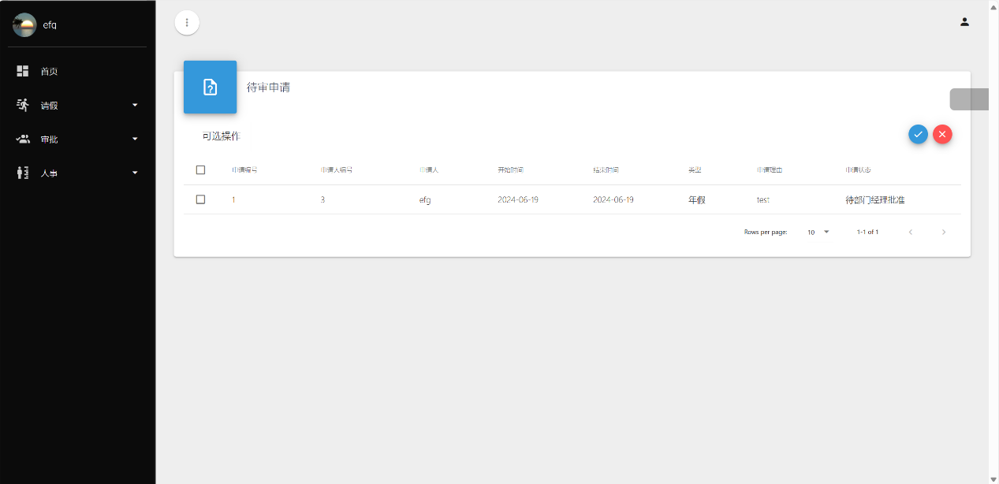 efg
首页
请假
审批
人事
待审申请
可选操作
申请编号 申请人编号 申请人 开始时间 结束时间 类型 申请理由 申请状态
1 3 efg 2024-06-19 2024-06-19 年假 test 待部门经理批准
Rows per page: 10 1-1 of 1